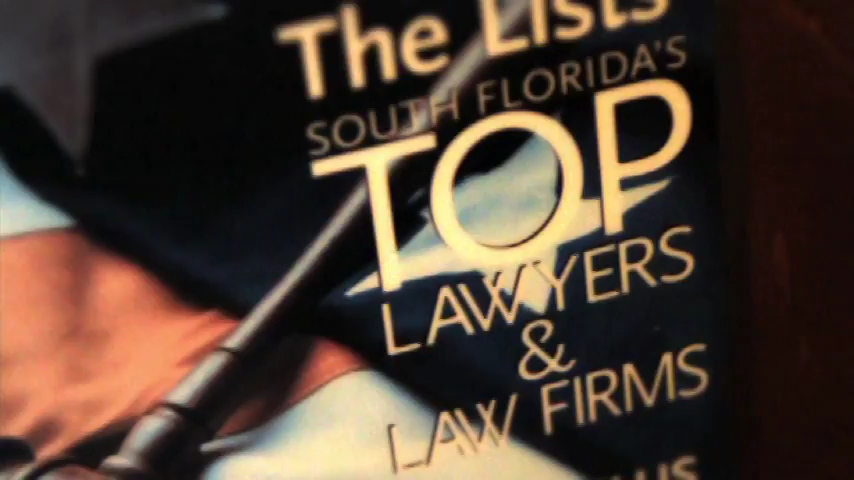 The Lists
SOUTH FLORIDA'S
TOP
LAWYERS
&
LAW FIRMS